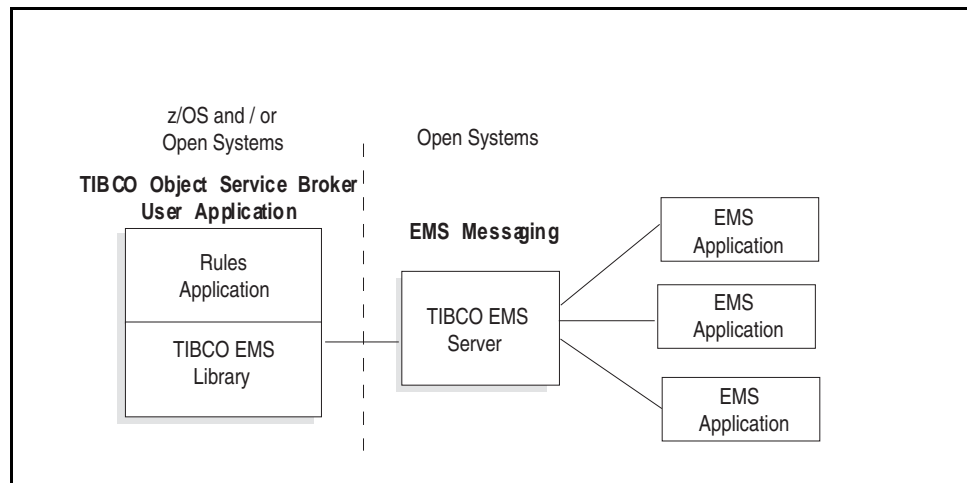 z/OS and / or
Open Systems
TIBCO Object Service Broker
User Application
Rules
Application
TIBCO EMS
Library
Open Systems
EMS Messaging
TIBCO EMS
Server
EMS
Application
EMS
Application
EMS
Application